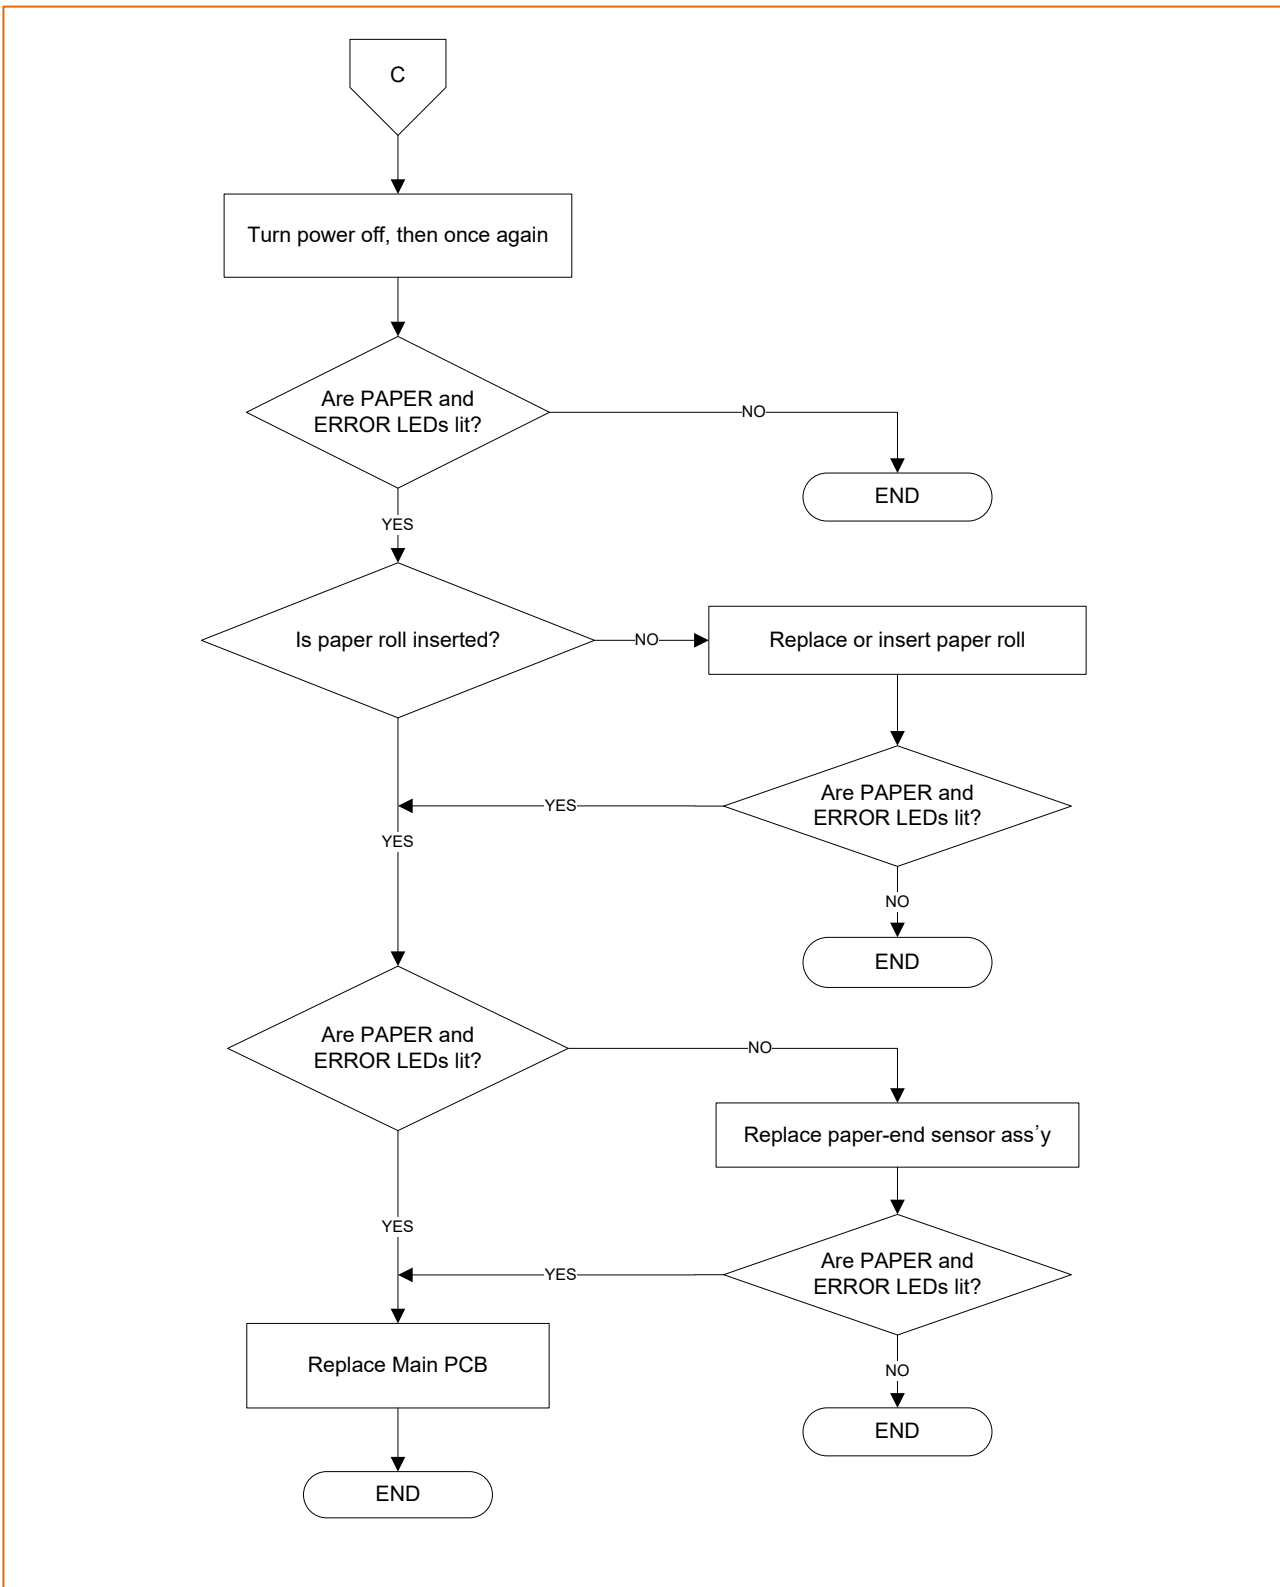 C
Turn power off, then once again
Are PAPER and
ERROR LEDs lit?
NO
END
YES
Is paper roll inserted?
NO
Replace or insert paper roll
Are PAPER and
ERROR LEDs lit?
YES
YES
NO
END
Are PAPER and
ERROR LEDs lit?
NO
Replace paper-end sensor ass’y
YES
Are PAPER and
ERROR LEDs lit?
YES
Replace Main PCB
NO
END
END